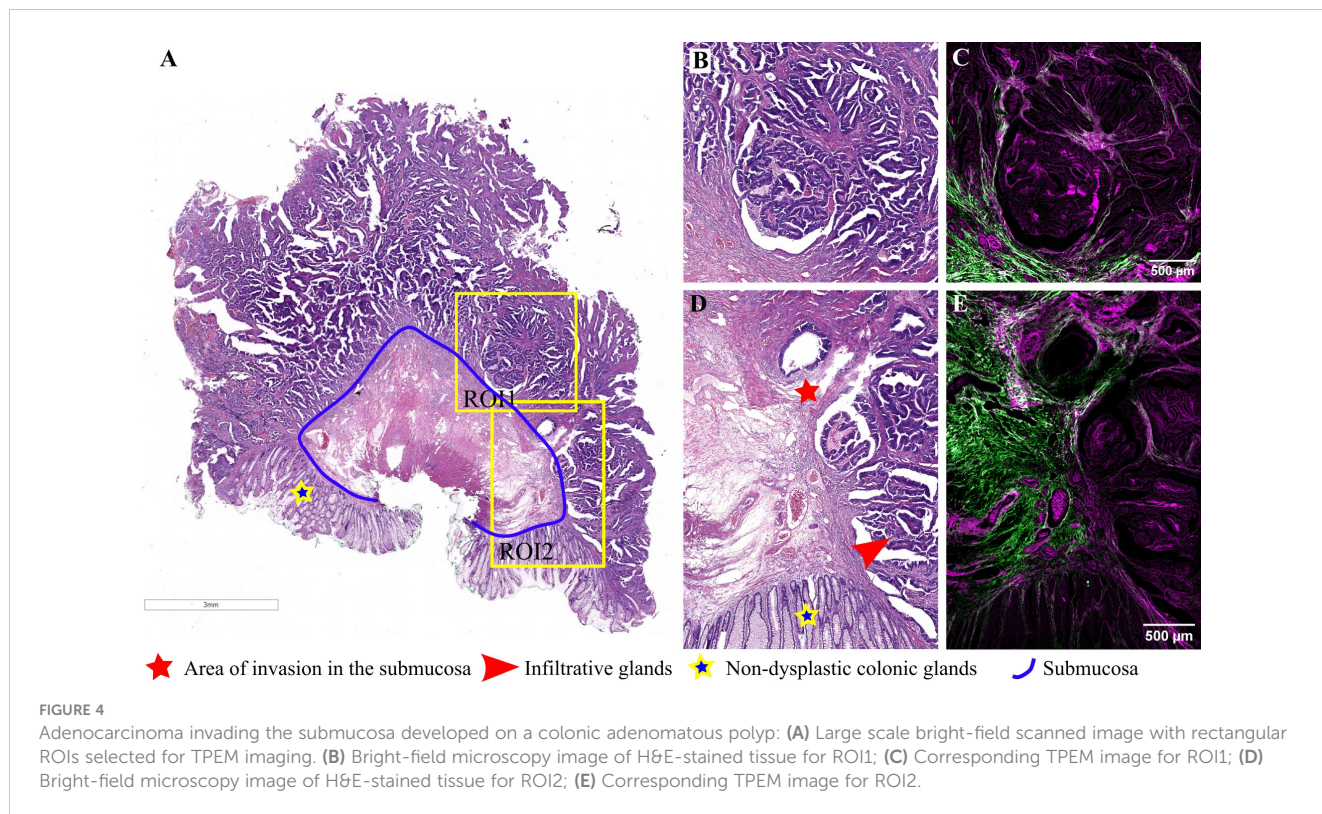 A
B
C
500 μm
D
E
ROI1
ROI2
500 μm
3mm
Area of invasion in the submucosa
Infiltrative glands
Non-dysplastic colonic glands
Submucosa
FIGURE 4
Adenocarcinoma invading the submucosa developed on a colonic adenomatous polyp: (A) Large scale bright-field scanned image with rectangular
ROIs selected for TPEM imaging. (B) Bright-field microscopy image of H&E-stained tissue for ROI1; (C) Corresponding TPEM image for ROI1; (D)
Bright-field microscopy image of H&E-stained tissue for ROI2; (E) Corresponding TPEM image for ROI2.